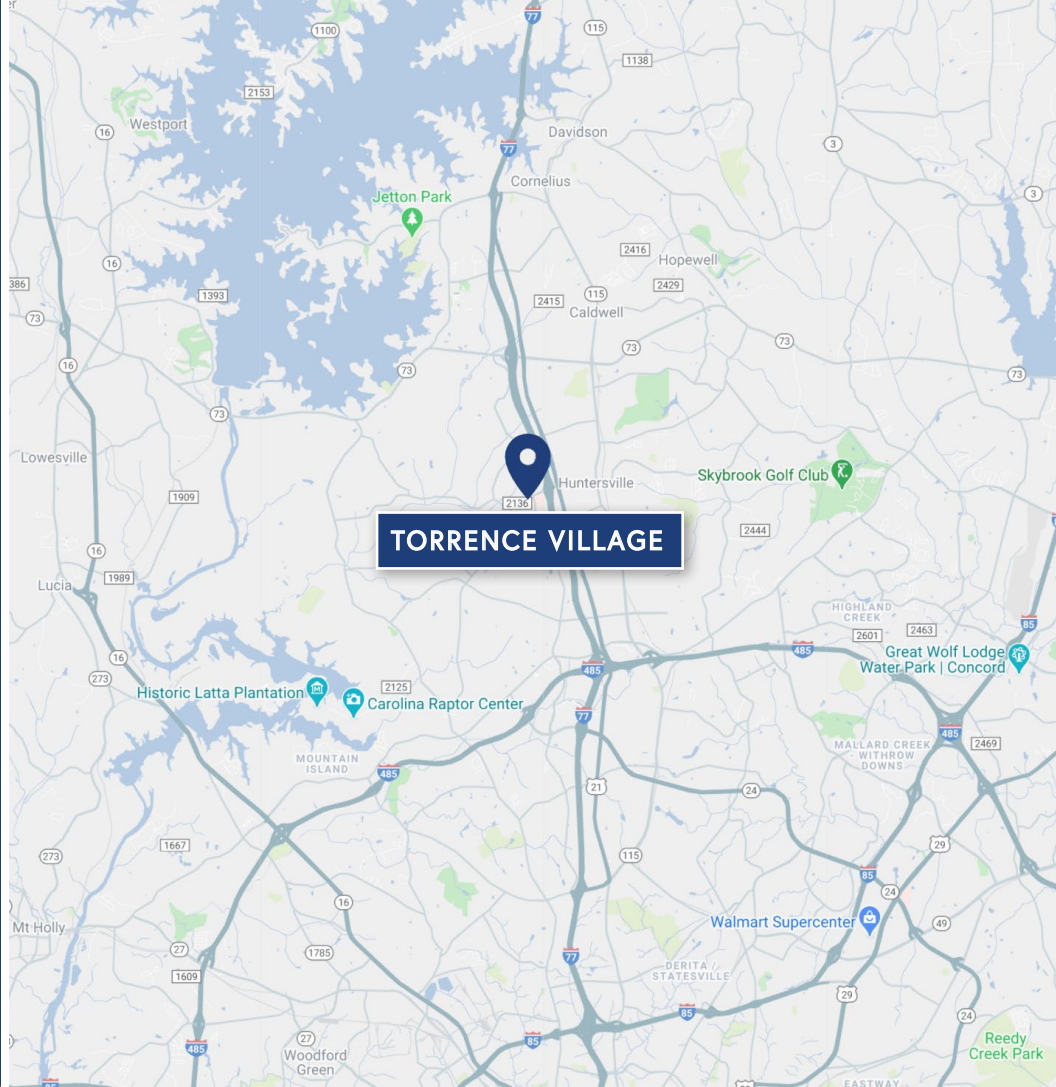 77
115
1100
1138
2153
Westport
16
Davidson
3
77
Cornelius
Jetton Park
3
2416
Hopewell
16
386
2429
1393
2415
115
Caldwell
73
73
73
16
73
73
73
Lowesville
Huntersville
Skybrook Golf Club
1909
2136
TORRENCE VILLAGE
2444
16
Lucia
1989
HIGHLAND
CREEK
85
2463
2601
485
Great Wolf Lodge
Water Park | Concord
16
485
273
2125
Historic Latta Plantation
Carolina Raptor Center
77
485
2469
MOUNTAIN
ISLAND
MALLARD CREEK
- WITHROW
DOWNS
485
21
24
1667
29
273
115
85
24
16
Walmart Supercenter
49
Mt Holly
27
1785
77
DERITA /
STATESVILLE
1609
29
85
24
27
85
485
Woodford
Green
Reedy
Creek Park
EASTWAY